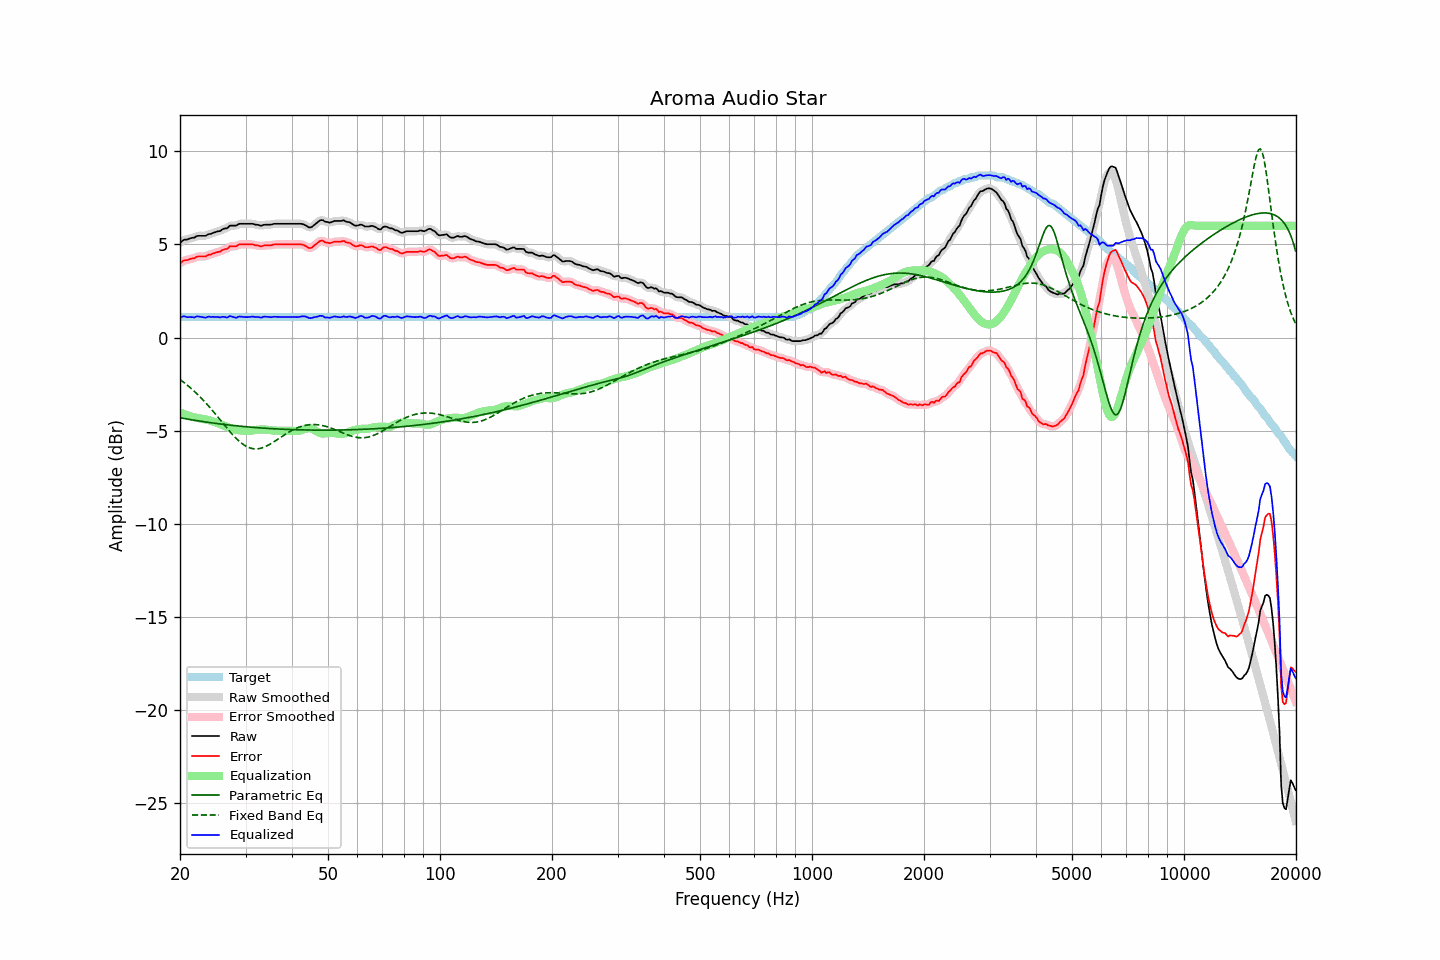 Aroma Audio Star
Amplitude (dBr)
10
5
0
−5
−10
−15
−20
−25
Target
Raw Smoothed
Error Smoothed
Raw
Error
Equalization
Parametric Eq
Fixed Band Eq
Equalized
20 50 100 200 500 1000 2000 5000 10000 20000
Frequency (Hz)